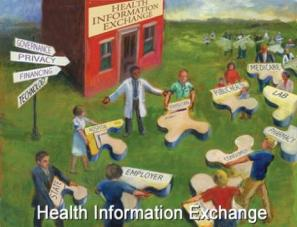 HEALTH
INFORMATION
EXCHANGE
GOVERNANCE
PRIVACY
FINANCING
TECHNOLOGY
MEDICARE
LAB
PUBLIC HEALTH
PHARMACY
EMPLOYER
STATE
Health Information Exchange